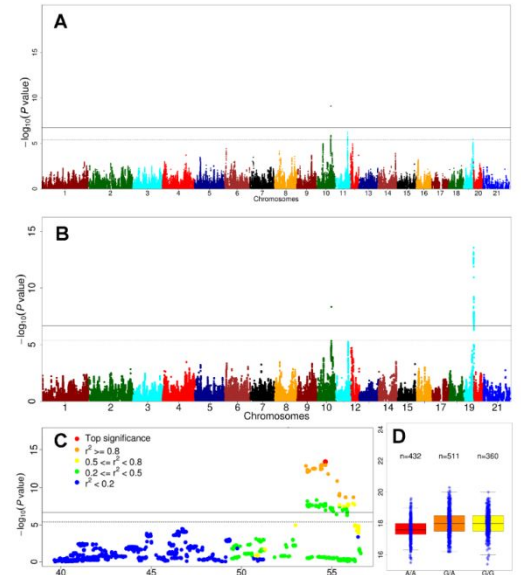 A
−log₁₀(P value)
15
10
5
0
1 2 3 4 5 6 7 8 9 10 11 12 13 14 15 16 17 18 19 20 21
Chromosomes
B
−log₁₀(P value)
15
10
5
0
1 2 3 4 5 6 7 8 9 10 11 12 13 14 15 16 17 19 21
Chromosomes
C
−log₁₀(P value)
15
10
5
0
Top significance
r² >= 0.8
0.5 <= r² < 0.8
0.2 <= r² < 0.5
r² < 0.2
40 45 50 55
D
24
22
20
18
16
n=432 n=511 n=360
A/A G/A G/G